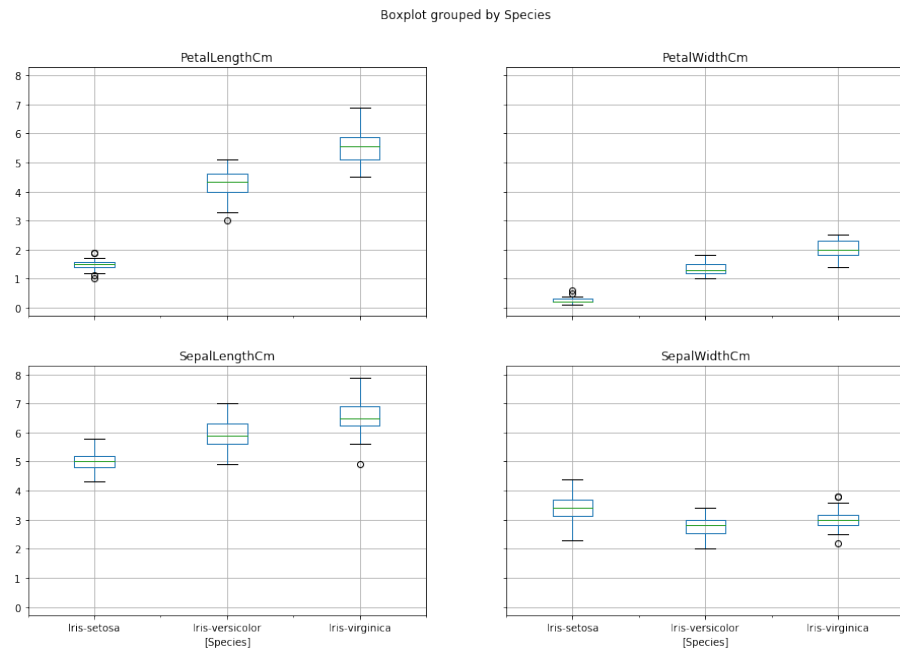 Boxplot grouped by Species
PetalLengthCm
8
7
6
5
4
3
2
1
0
PetalWidthCm
SepalLengthCm
8
7
6
5
4
3
2
1
0
Iris-setosa Iris-versicolor Iris-virginica
[Species]
SepalWidthCm
Iris-setosa Iris-versicolor Iris-virginica
[Species]